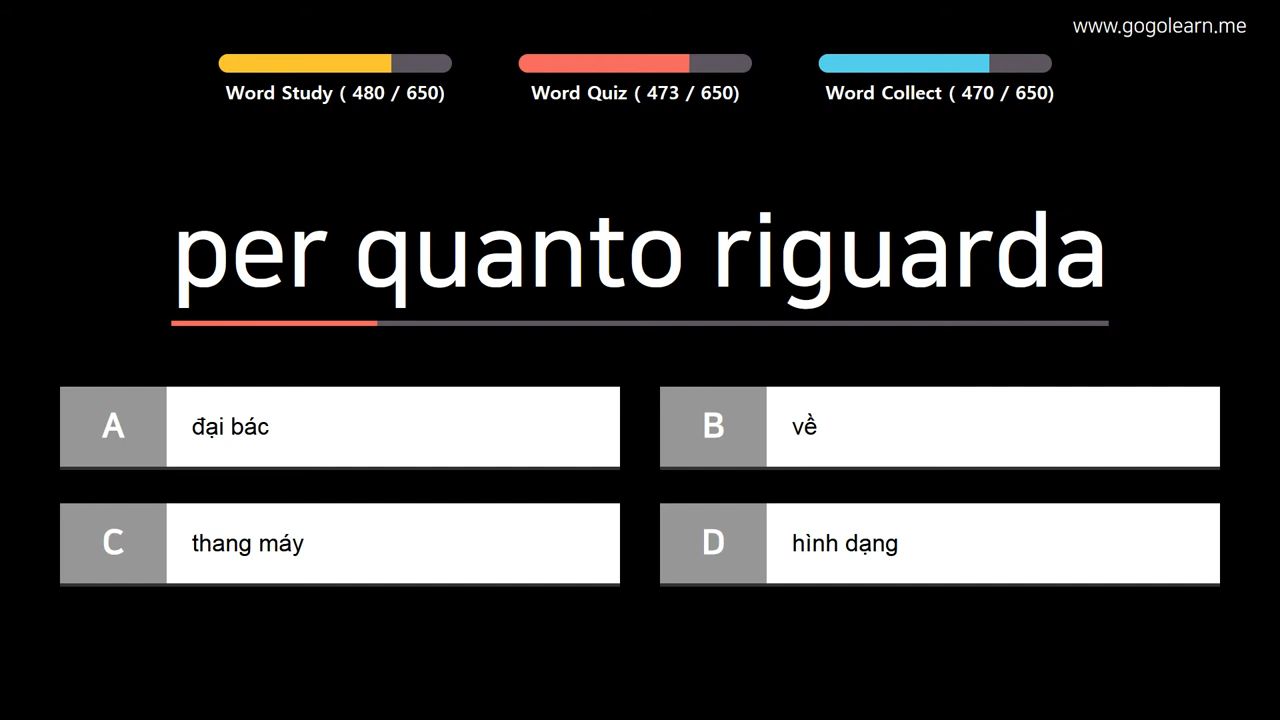 www.gogolearn.me
Word Study ( 480 / 650)
Word Quiz ( 473 / 650)
Word Collect ( 470 / 650)
per quanto riguarda
A
đại bác
B
về
C
thang máy
D
hình dạng